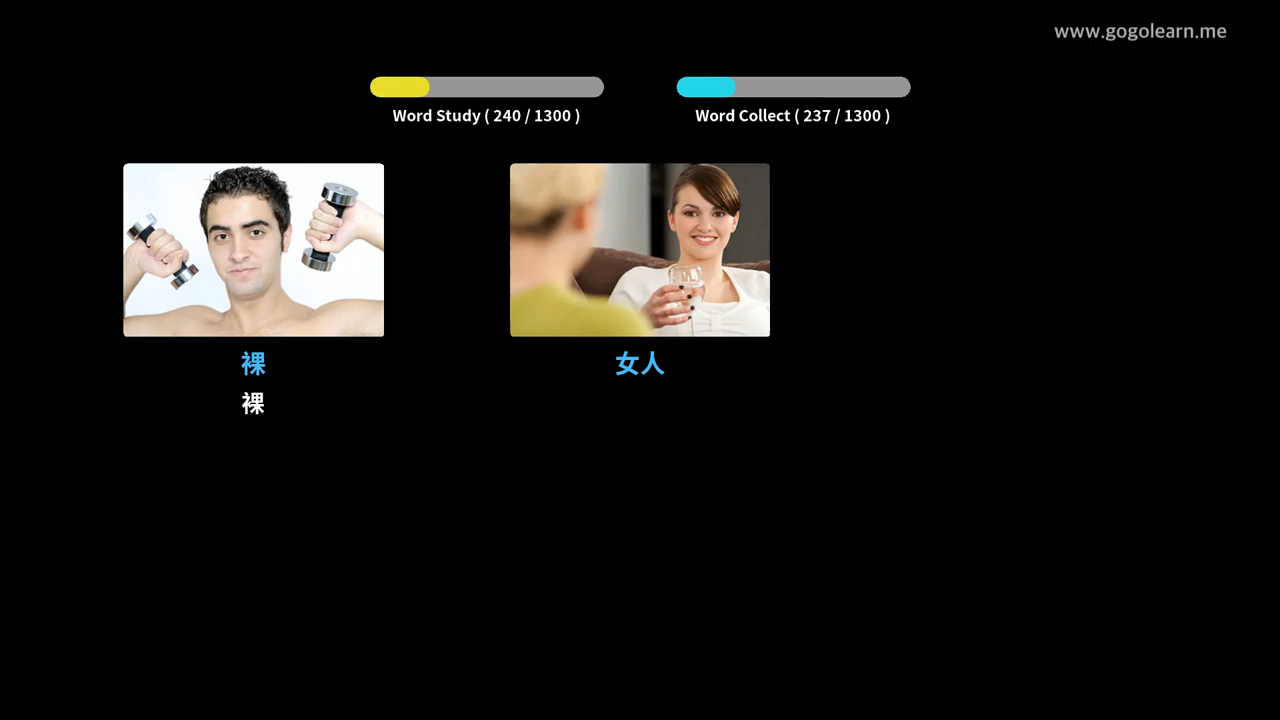 www.gogolearn.me
Word Study ( 240 / 1300 )
Word Collect ( 237 / 1300 )
裸
裸
女人